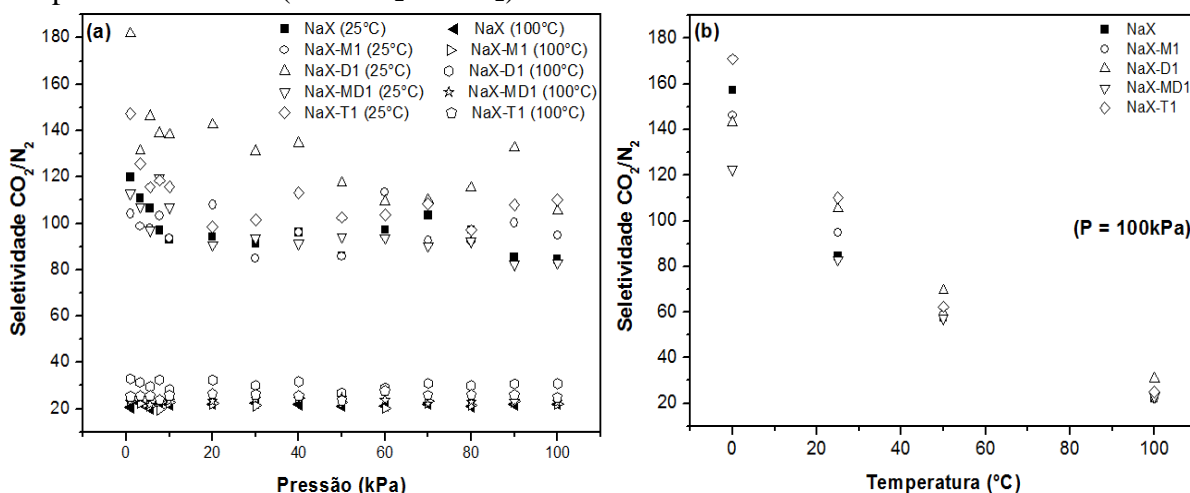 (a)
NaX (25°C)
NaX (100°C)
NaX-M1 (25°C)
NaX-M1 (100°C)
NaX-D1 (25°C)
NaX-D1 (100°C)
NaX-MD1 (25°C)
NaX-MD1 (100°C)
NaX-T1 (25°C)
NaX-T1 (100°C)
Seletividade CO₂/N₂
180
160
140
120
100
80
60
40
20
0 20 40 60 80 100
Pressão (kPa)
(b)
NaX
NaX-M1
NaX-D1
NaX-MD1
NaX-T1
(P = 100kPa)
Seletividade CO₂/N₂
180
160
140
120
100
80
60
40
20
0 20 40 60 80 100
Temperatura (°C)